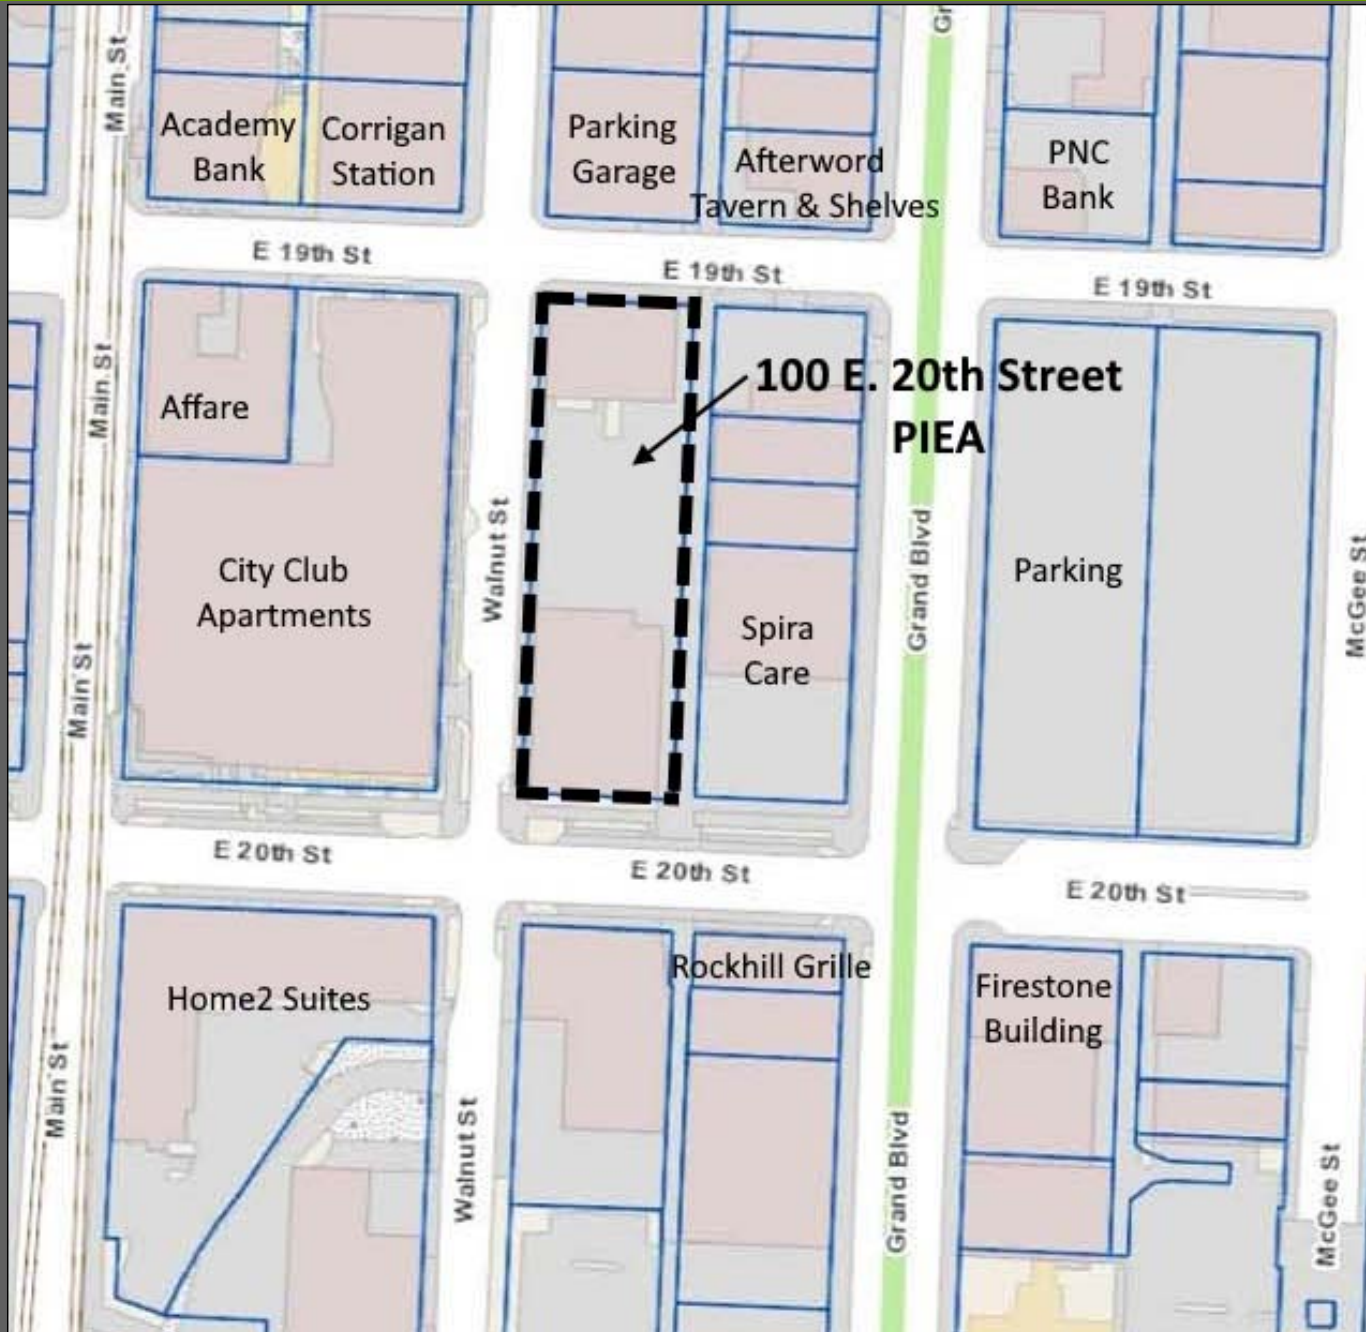 Main St
Gr
Academy
Bank
Corrigan
Station
Parking
Garage
Afterword
Tavern & Shelves
PNC
Bank
E 19th St
E 19th St
E 19th St
Main St
Affare
100 E. 20th Street
PIEA
Walnut St
Grand Blvd
City Club
Apartments
Parking
McGee St
Spira
Care
Main St
E 20th St
E 20th St
E 20th St
Rockhill Grille
Home2 Suites
Firestone
Building
Main St
Walnut St
Grand Blvd
McGee St